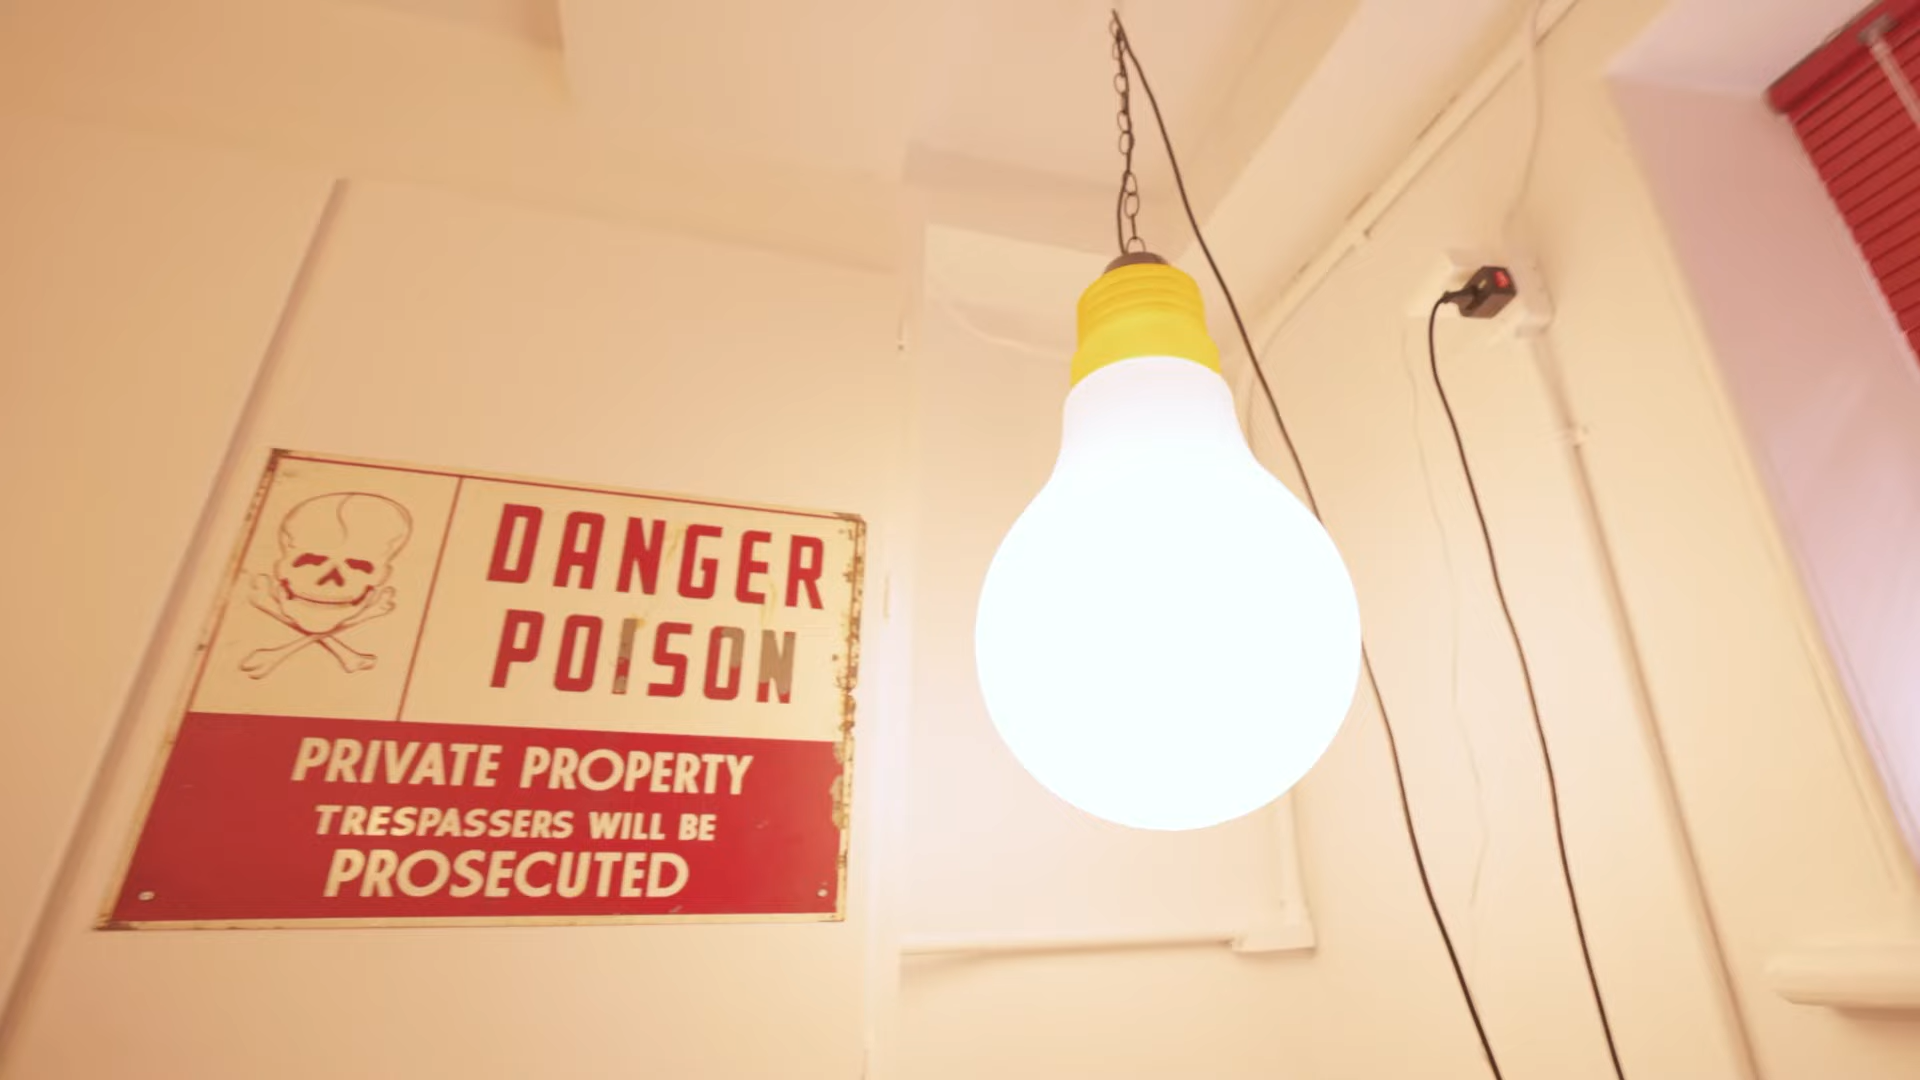 DANGER
POISON
PRIVATE PROPERTY
TRESPASSERS WILL BE
PROSECUTED